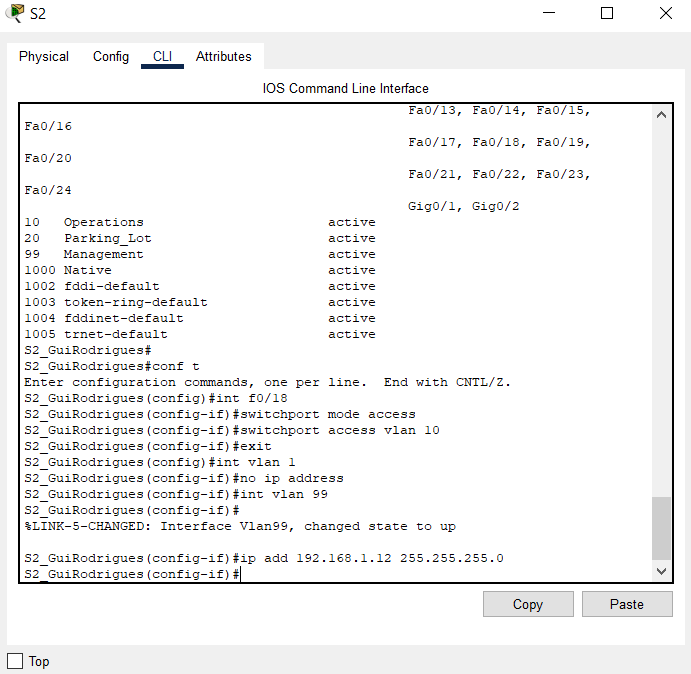 S2
Physical Config CLI Attributes
IOS Command Line Interface
Fa0/13, Fa0/14, Fa0/15,
Fa0/16
Fa0/17, Fa0/18, Fa0/19,
Fa0/20
Fa0/21, Fa0/22, Fa0/23,
Fa0/24
Gig0/1, Gig0/2
10 Operations active
20 Parking_Lot active
99 Management active
1000 Native active
1002 fddi-default active
1003 token-ring-default active
1004 fddinet-default active
1005 trnet-default active
S2_GuiRodrigues#
S2_GuiRodrigues#conf t
Enter configuration commands, one per line. End with CNTL/Z.
S2_GuiRodrigues(config)#int f0/18
S2_GuiRodrigues(config-if)#switchport mode access
S2_GuiRodrigues(config-if)#switchport access vlan 10
S2_GuiRodrigues(config-if)#exit
S2_GuiRodrigues(config)#int vlan 1
S2_GuiRodrigues(config-if)#no ip address
S2_GuiRodrigues(config-if)#int vlan 99
S2_GuiRodrigues(config-if)#
%LINK-5-CHANGED: Interface Vlan99, changed state to up
S2_GuiRodrigues(config-if)#ip add 192.168.1.12 255.255.255.0
S2_GuiRodrigues(config-if)#
Copy Paste
Top